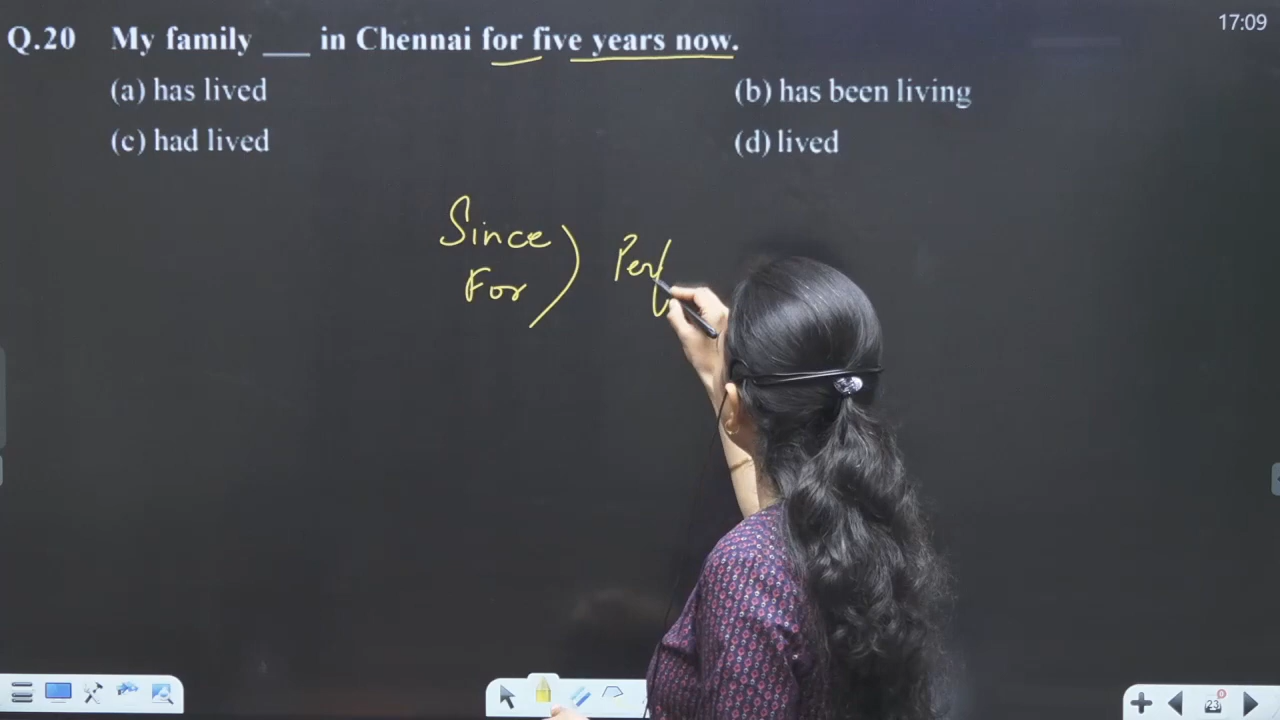 17:09
Q.20 My family ___ in Chennai for five years now.
(a) has lived
(b) has been living
(c) had lived
(d) lived
Since
For
Perf
23